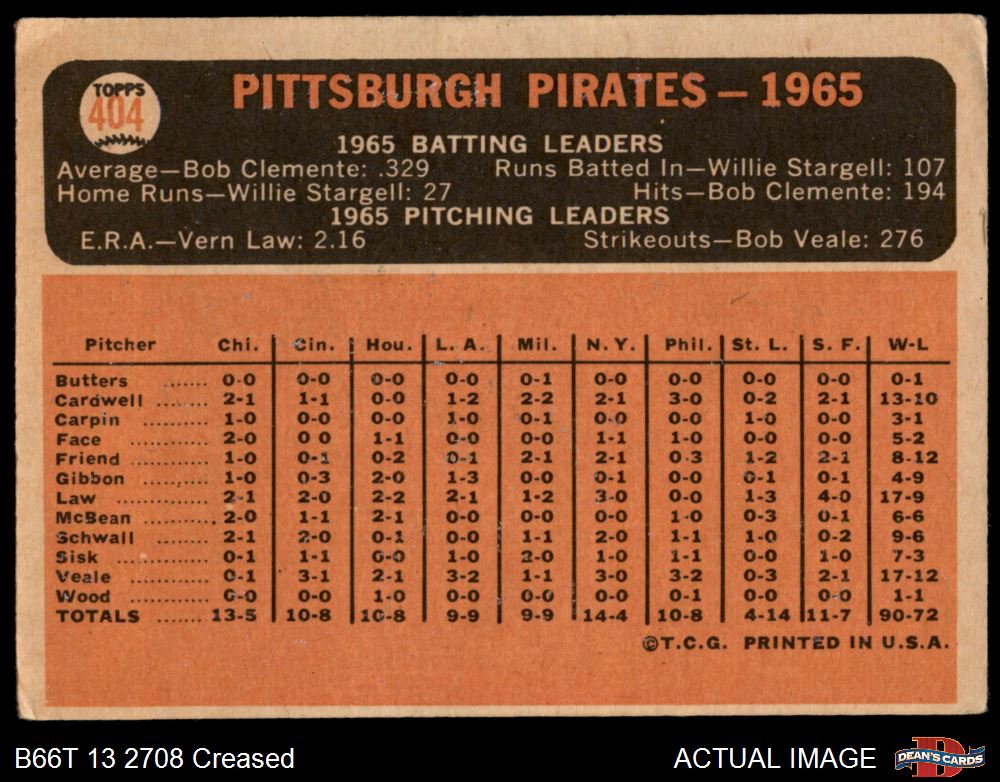 TOPPS
404
PITTSBURGH PIRATES – 1965
1965 BATTING LEADERS
Average—Bob Clemente: .329 Runs Batted In—Willie Stargell: 107
Home Runs—Willie Stargell: 27 Hits—Bob Clemente: 194
1965 PITCHING LEADERS
E.R.A.—Vern Law: 2.16 Strikeouts—Bob Veale: 276
Pitcher Chi. Cin. Hou. L. A. Mil. N. Y. Phil. St. L. S. F. W-L
Butters ...... 0-0 0-0 0-0 0-0 0-1 0-0 0-0 0-0 0-0 0-1
Cardwell ....... 2-1 1-1 0-0 1-2 2-2 2-1 3-0 0-2 2-1 13-10
Carpin ......... 1-0 0-0 0-0 1-0 0-1 0-0 0-0 1-0 0-0 3-1
Face ........... 2-0 0 0 1-1 0-0 0-0 1-1 1-0 0-0 0-0 5-2
Friend .......... 1-0 0-1 0-2 0-1 2-1 2-1 0-3 1-2 2-1 8-12
Gibbon ......... 1-0 0-3 2-0 1-3 0-0 0-1 0-0 0-1 0-1 4-9
Law ............ 2-1 2-0 2-2 2-1 1-2 3-0 0-0 1-3 4-0 17-9
McBean .......... 2-0 1-1 2-1 0-0 0-0 0-0 1-0 0-3 0-1 6-6
Schwall ......... 2-1 2-0 0-1 0-0 1-1 2-0 1-1 1-0 0-2 9-6
Sisk ............ 0-1 1-1 0-0 1-0 2-0 1-0 1-1 0-0 1-0 7-3
Veale ........... 0-1 3-1 2-1 3-2 1-1 3-0 3-2 0-3 2-1 17-12
Wood ........... 0-0 0-0 1-0 0-0 0-0 0-0 0-1 0-0 0-0 1-1
TOTALS ....... 13-5 10-8 10-8 9-9 9-9 14-4 10-8 4-14 11-7 90-72
©T.C.G. PRINTED IN U.S.A.
B66T 13 2708 Creased ACTUAL IMAGE
D
DEAN'S CARDS